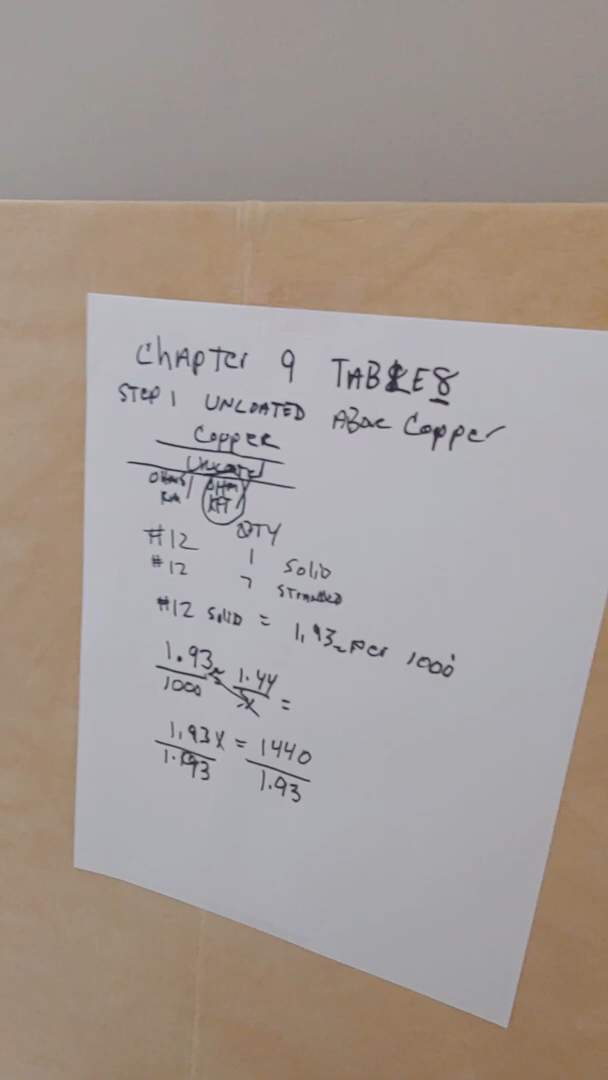 Chapter 9 TABLE 8
STEP 1 UNCOATED ABove Copper
COPPER
UNCOATED
OHMS KM OHM KFT
QTY
#12 1 SOLID
#12 7 STRANDED
#12 SOLID = 1.93 Ω per 1000'
1.93 Ω / 1000 1.44 / X =
1.93X / 1.93 = 1440 / 1.93